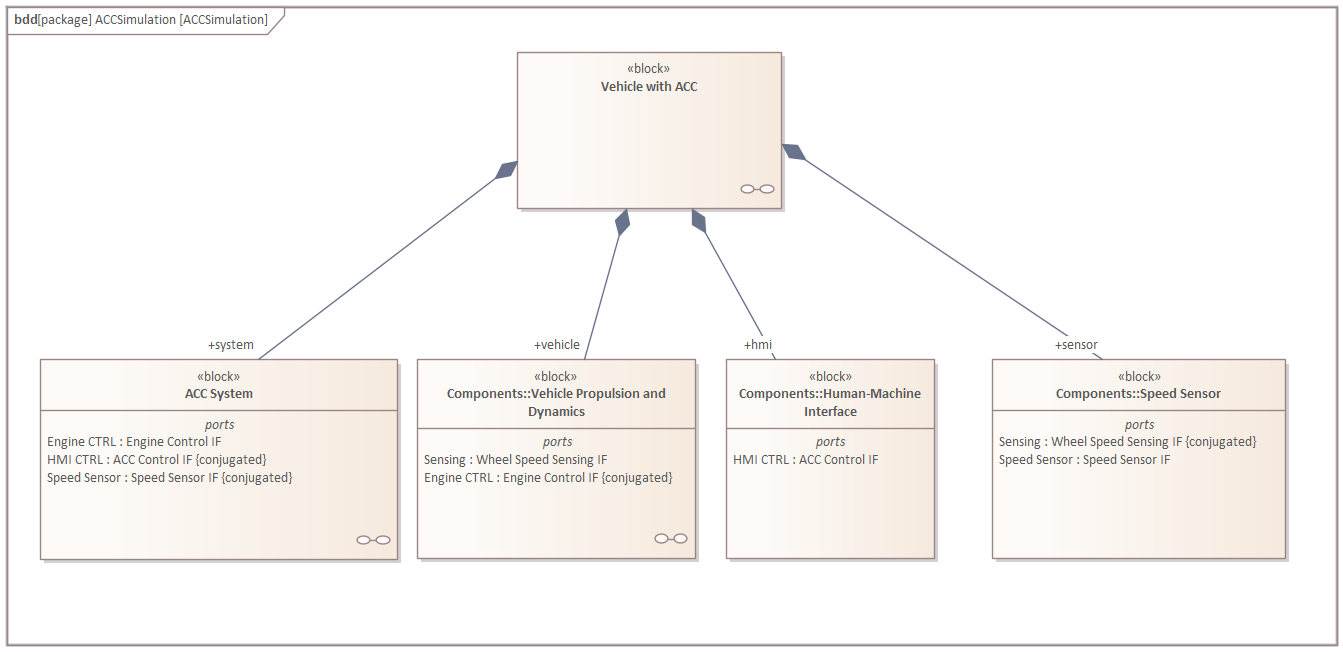 bdd[package] ACCSimulation [ACCSimulation]
«block»
Vehicle with ACC
+system
+vehicle
+hmi
+sensor
«block»
ACC System
ports
Engine CTRL : Engine Control IF
HMI CTRL : ACC Control IF {conjugated}
Speed Sensor : Speed Sensor IF {conjugated}
«block»
Components::Vehicle Propulsion and
Dynamics
ports
Sensing : Wheel Speed Sensing IF
Engine CTRL : Engine Control IF {conjugated}
«block»
Components::Human-Machine
Interface
ports
HMI CTRL : ACC Control IF
«block»
Components::Speed Sensor
ports
Sensing : Wheel Speed Sensing IF {conjugated}
Speed Sensor : Speed Sensor IF